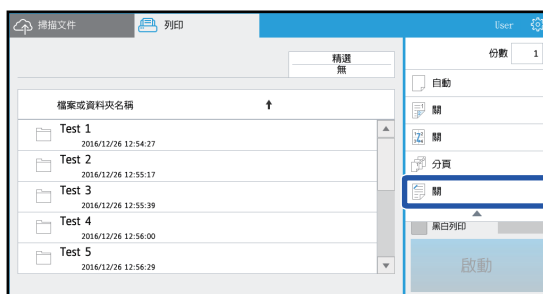 掃描文件
列印
User
份數 1
精選
無
檔案或資料夾名稱
Test 1
2016/12/26 12:54:27
Test 2
2016/12/26 12:55:17
Test 3
2016/12/26 12:55:39
Test 4
2016/12/26 12:56:00
Test 5
2016/12/26 12:56:29
自動
關
關
分頁
關
黑白列印
啟動